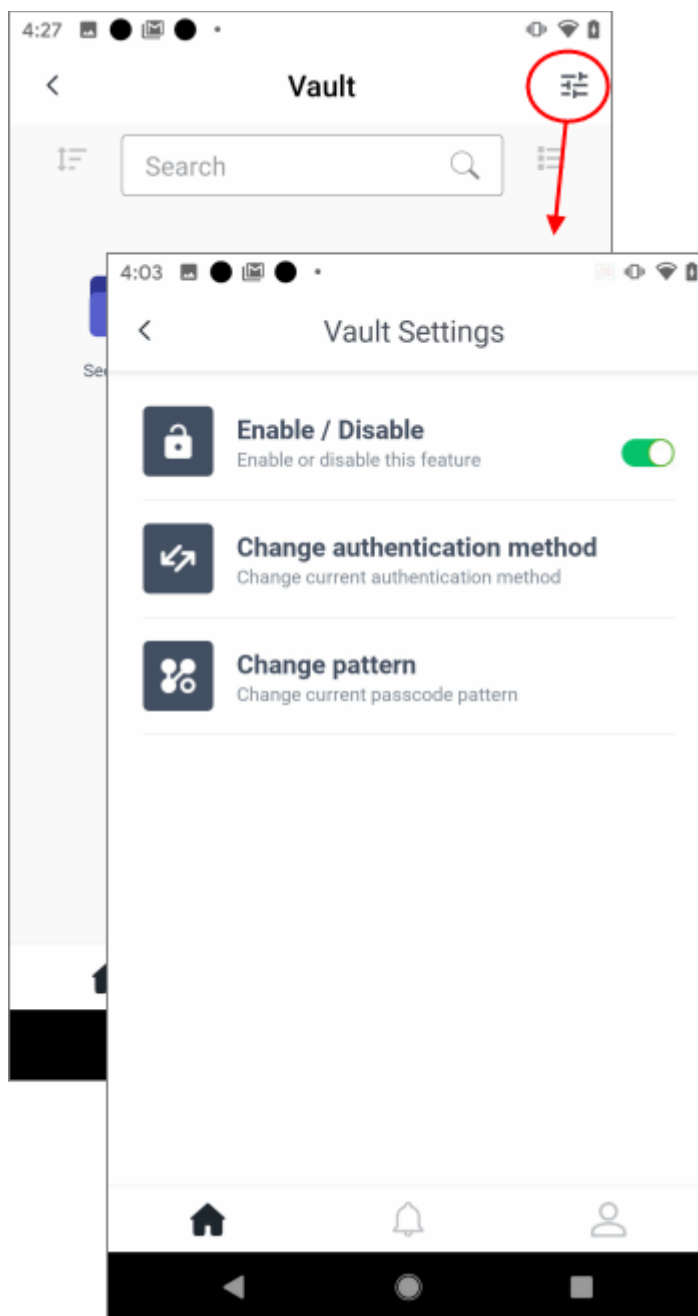 4:27
Vault
Search
4:03
Vault Settings
Enable / Disable
Enable or disable this feature
Change authentication method
Change current authentication method
Change pattern
Change current passcode pattern